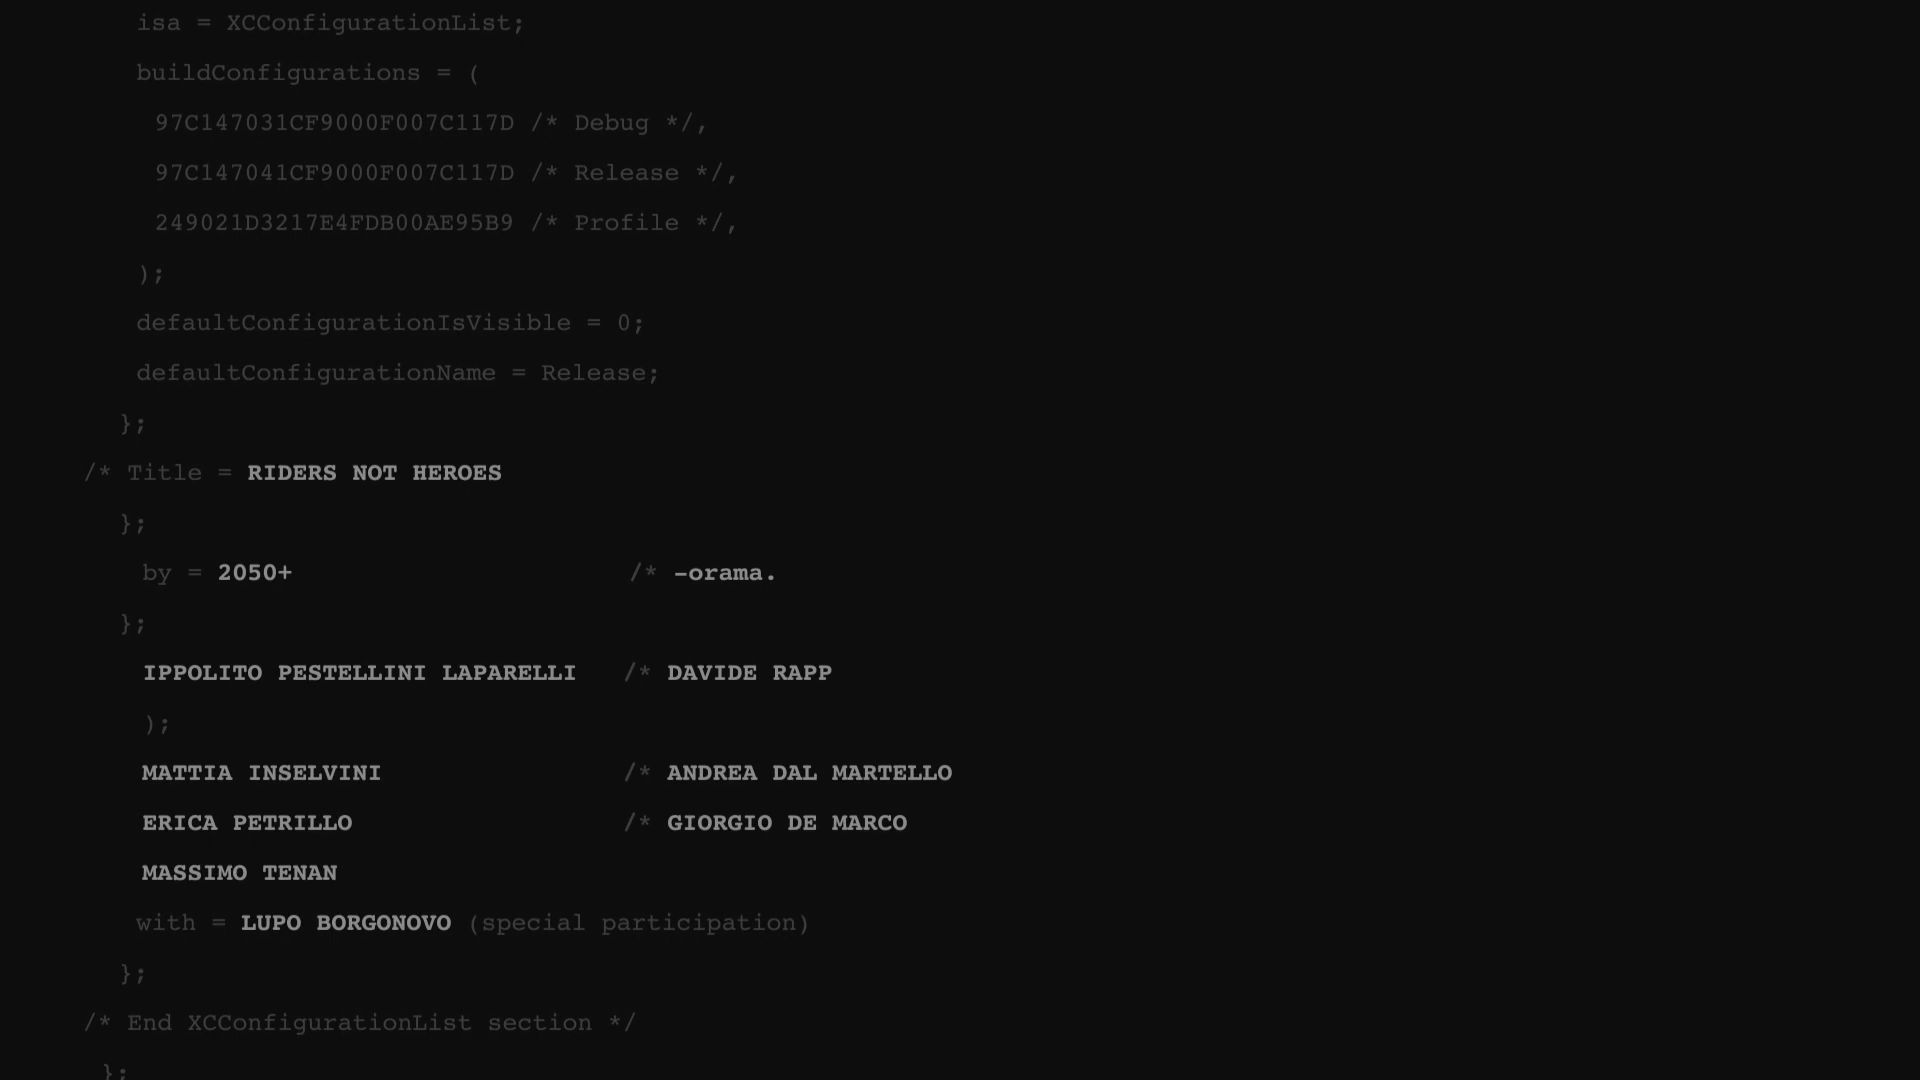 isa = XCConfigurationList;
buildConfigurations = (
97C147031CF9000F007C117D /* Debug */,
97C147041CF9000F007C117D /* Release */,
249021D3217E4FDB00AE95B9 /* Profile */,
);
defaultConfigurationIsVisible = 0;
defaultConfigurationName = Release;
};
/* Title = RIDERS NOT HEROES
};
by = 2050+ /* -orama.
};
IPPOLITO PESTELLINI LAPARELLI /* DAVIDE RAPP
);
MATTIA INSELVINI /* ANDREA DAL MARTELLO
ERICA PETRILLO /* GIORGIO DE MARCO
MASSIMO TENAN
with = LUPO BORGONOVO (special participation)
};
/* End XCConfigurationList section */
};